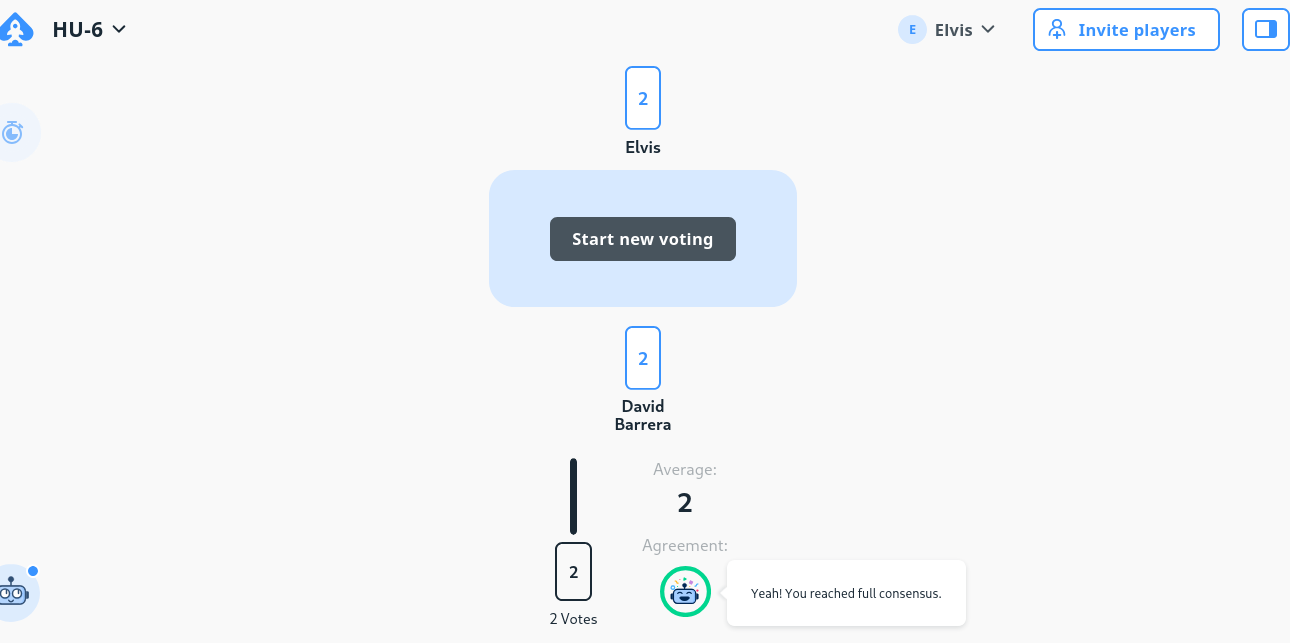 HU-6
E
Elvis
Invite players
2
Elvis
Start new voting
2
David
Barrera
Average:
2
Agreement:
2
Yeah! You reached full consensus.
2 Votes